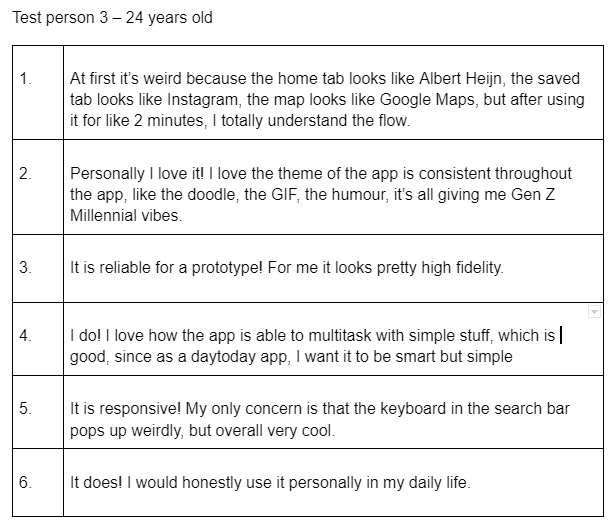 Test person 3 – 24 years old
1. At first it's weird because the home tab looks like Albert Heijn, the saved
tab looks like Instagram, the map looks like Google Maps, but after using
it for like 2 minutes, I totally understand the flow.
2. Personally I love it! I love the theme of the app is consistent throughout
the app, like the doodle, the GIF, the humour, it's all giving me Gen Z
Millennial vibes.
3. It is reliable for a prototype! For me it looks pretty high fidelity.
4. I do! I love how the app is able to multitask with simple stuff, which is
good, since as a daytoday app, I want it to be smart but simple
5. It is responsive! My only concern is that the keyboard in the search bar
pops up weirdly, but overall very cool.
6. It does! I would honestly use it personally in my daily life.